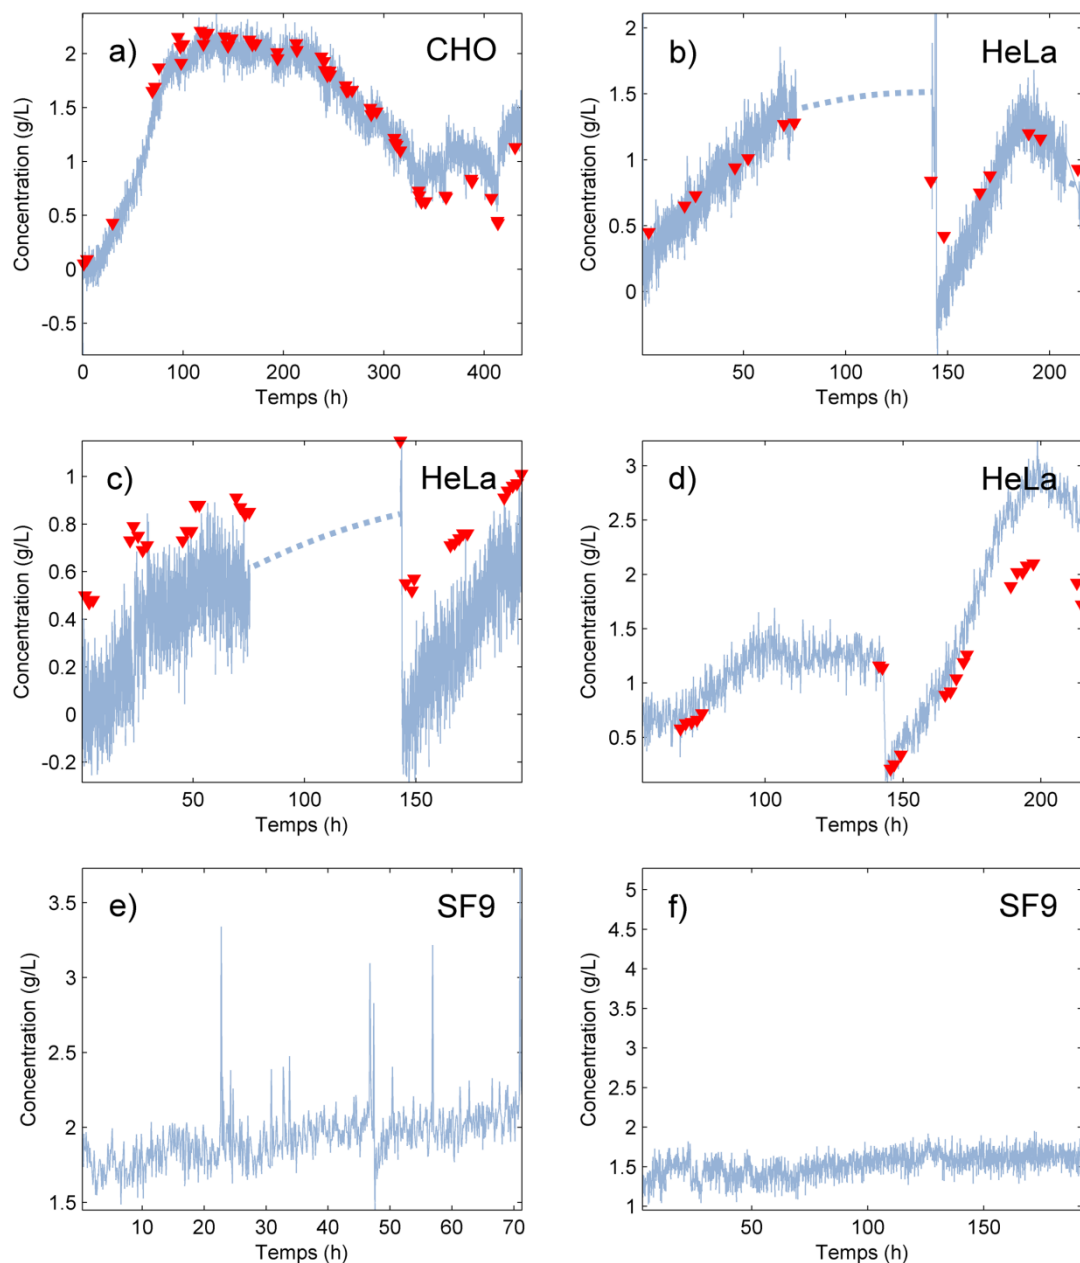 a) CHO
Concentration (g/L)
2
1.5
1
0.5
0
-0.5
0 100 200 300 400
Temps (h)
b) HeLa
Concentration (g/L)
2
1.5
1
0.5
0
50 100 150 200
Temps (h)
c) HeLa
Concentration (g/L)
1
0.8
0.6
0.4
0.2
0
-0.2
50 100 150
Temps (h)
d) HeLa
Concentration (g/L)
3
2.5
2
1.5
1
0.5
100 150 200
Temps (h)
e) SF9
Concentration (g/L)
3.5
3
2.5
2
1.5
10 20 30 40 50 60 70
Temps (h)
f) SF9
Concentration (g/L)
5
4.5
4
3.5
3
2.5
2
1.5
1
50 100 150
Temps (h)